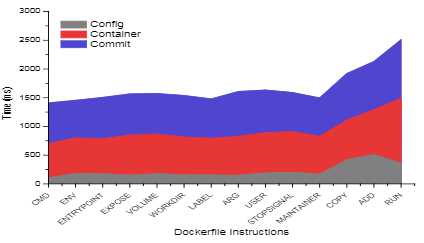 3000
2500
2000
1500
1000
500
0
Time(ms)
Config
Container
Commit
CMD
ENV
ENTRYPOINT
EXPOSE
VOLUME
WORKDIR
LABEL
ARG
USER
STOPSIGNAL
MAINTAINER
COPY
ADD
RUN
Dockerfile Instructions